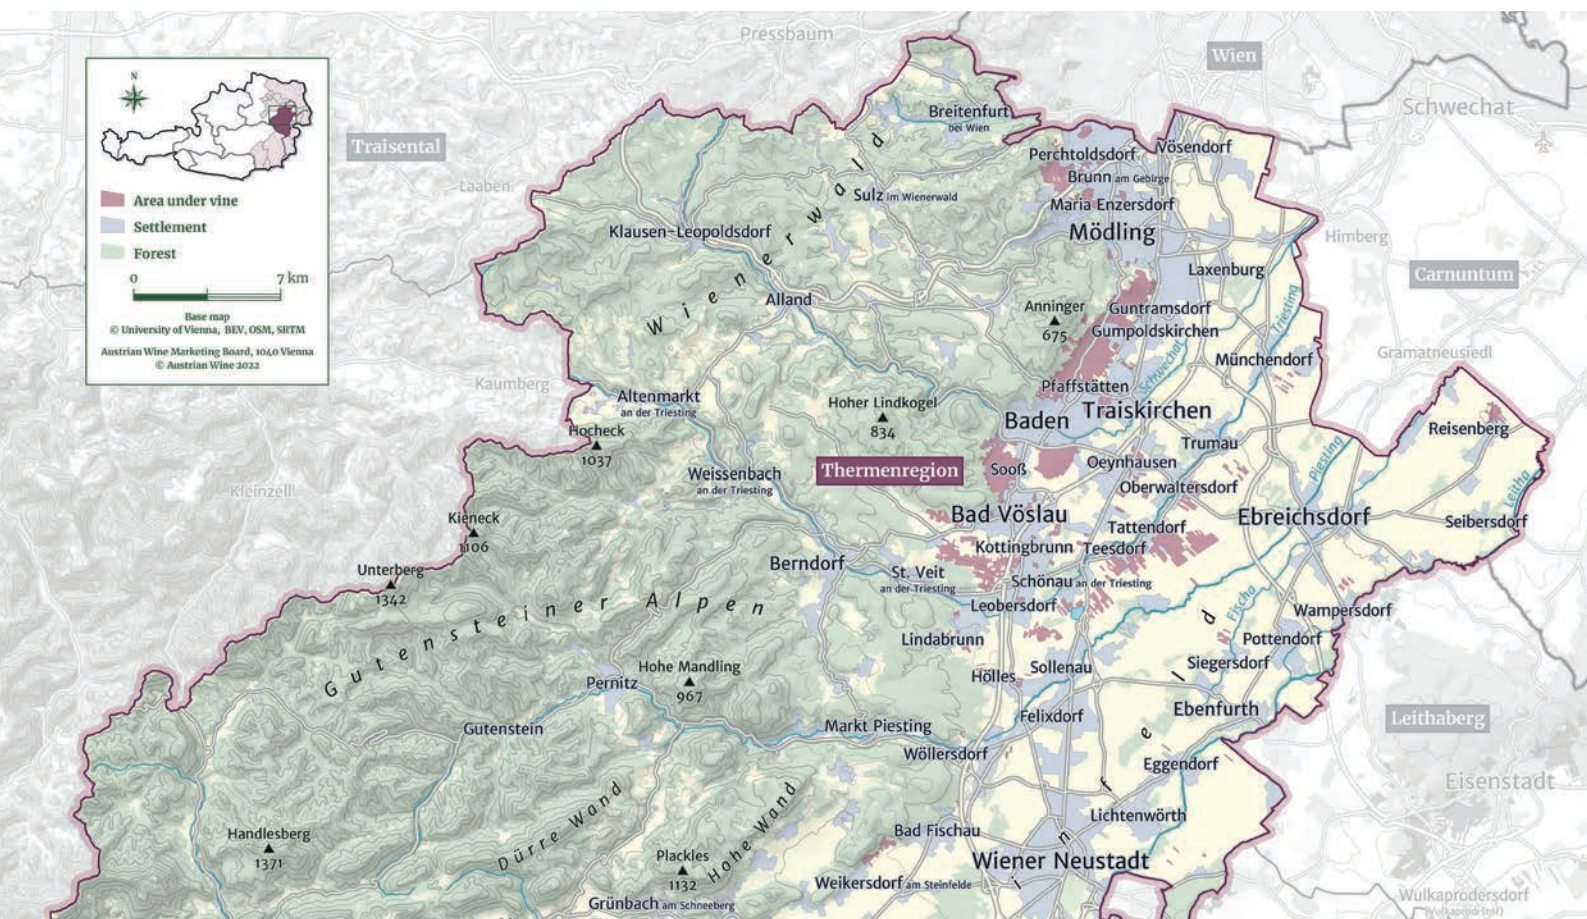 Pressbaum
Wien
Schwechat
N
Traisental
Laaben
Area under vine
Settlement
Forest
0 7 km
Base map
© University of Vienna, BEV, OSM, SRTM
Austrian Wine Marketing Board, 1040 Vienna
© Austrian Wine 2022
Breitenfurt
bei Wien
Perchtoldsdorf
Vösendorf
Brunn am Gebirge
Sulz im Wienerwald
Maria Enzersdorf
Mödling
Klausen-Leopoldsdorf
Wienerwald
Himberg
Carnuntum
Laxenburg
Alland
Anninger
675
Guntramsdorf
Gumpoldskirchen
Triesting
Schwechat
Münchendorf
Gramatneusiedl
Kaumberg
Pfaffstätten
Altenmarkt
an der Triesting
Hoher Lindkogel
834
Baden
Traiskirchen
Hocheck
1037
Reisenberg
Trumau
Piesting
Thermenregion
Sooß
Oeynhausen
Weissenbach
an der Triesting
Oberwaltersdorf
Leitha
Kleinzell
Kieneck
1106
Bad Vöslau
Tattendorf
Ebreichsdorf
Seibersdorf
Kottingbrunn
Teesdorf
Berndorf
Unterberg
1342
St. Veit
an der Triesting
Schönau an der Triesting
Gutensteiner Alpen
Leobersdorf
Fischa
Wampersdorf
Lindabrunn
Pottendorf
Siegersdorf
Hohe Mandling
967
Hölles
Sollenau
Pernitz
Ebenfurth
Leithaberg
Gutenstein
Markt Piesting
Felixdorf
Wöllersdorf
Eggendorf
Eisenstadt
Dürre Wand
Hohe Wand
Lichtenwörth
Handlesberg
1371
Bad Fischau
Plackles
1132
Wiener Neustadt
Weikersdorf am Steinfelde
Grünbach am Schneeberg
Wulkaprodersdorf
infeld